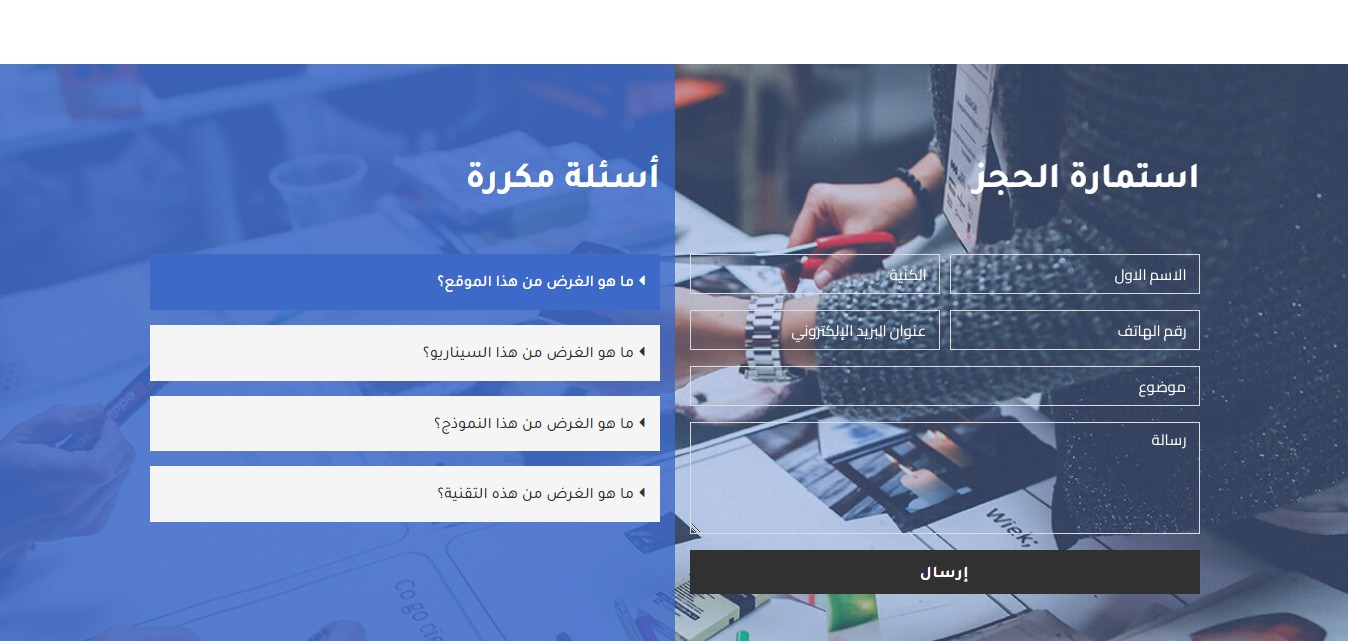 استمارة الحجز
الاسم الاول
الكنية
رقم الهاتف
عنوان البريد الإلكتروني
موضوع
رسالة
إرسال
Wiek;
أسئلة مكررة
ما هو الغرض من هذا الموقع؟
ما هو الغرض من هذا السيناريو؟
ما هو الغرض من هذا النموذج؟
ما هو الغرض من هذه التقنية؟